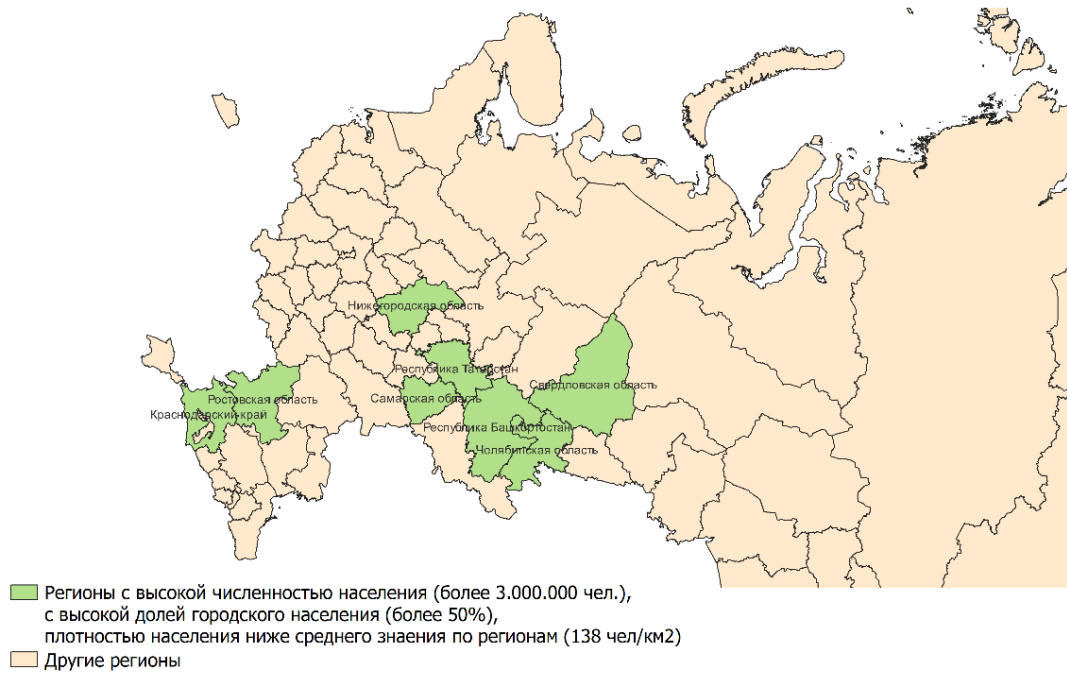 Нижегородская область
Республика Татарстан
Свердловская область
Самарская область
Ростовская область
Краснодарский край
Республика Башкортостан
Челябинская область
Регионы с высокой численностью населения (более 3.000.000 чел.),
с высокой долей городского населения (более 50%),
плотностью населения ниже среднего знаения по регионам (138 чел/км2)
Другие регионы